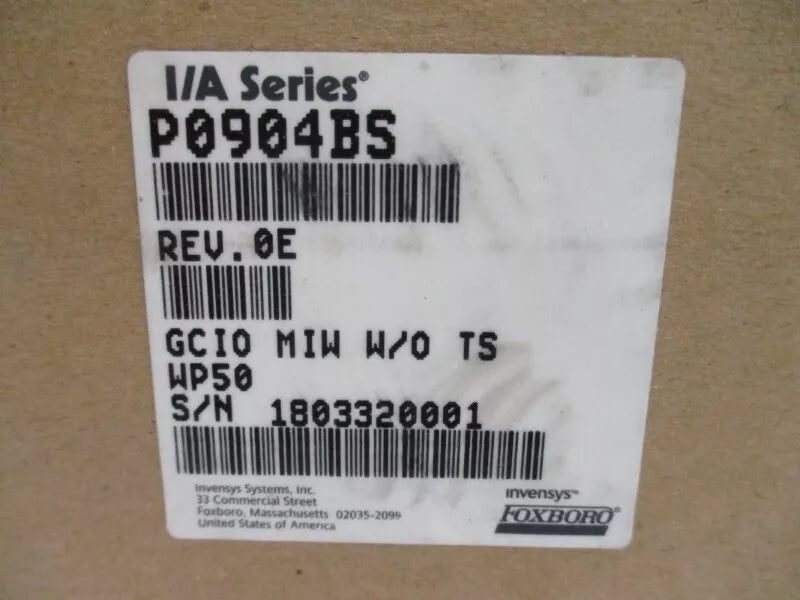 I/A Series®
P0904BS
REV.0E
GCIO MIW W/O TS
WP50
S/N 1803320001
Invensys Systems, Inc.
33 Commercial Street
Foxboro, Massachusetts 02035-2099
United States of America
invensys™
FOXBORO®